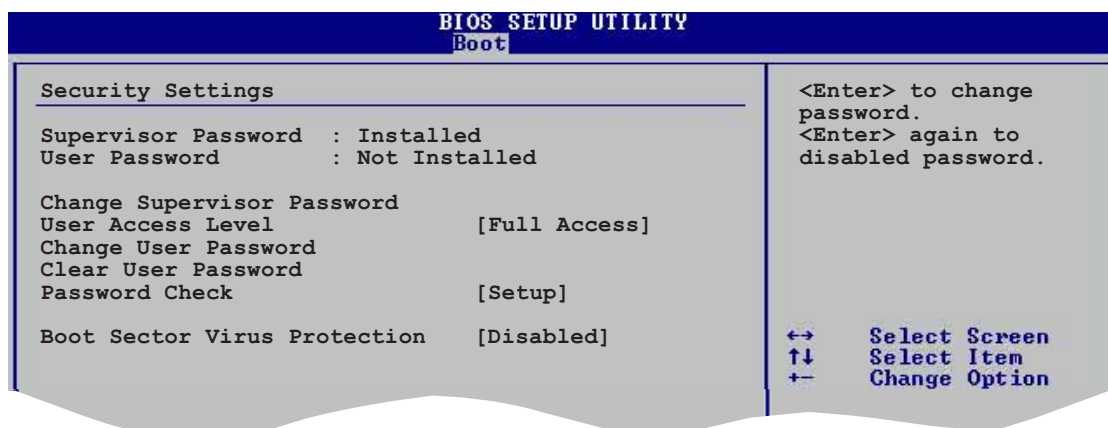 BIOS SETUP UTILITY
Boot
Security Settings
Supervisor Password : Installed
User Password : Not Installed
Change Supervisor Password
User Access Level [Full Access]
Change User Password
Clear User Password
Password Check [Setup]
Boot Sector Virus Protection [Disabled]
<Enter> to change
password.
<Enter> again to
disabled password.
←→ Select Screen
↑↓ Select Item
+- Change Option